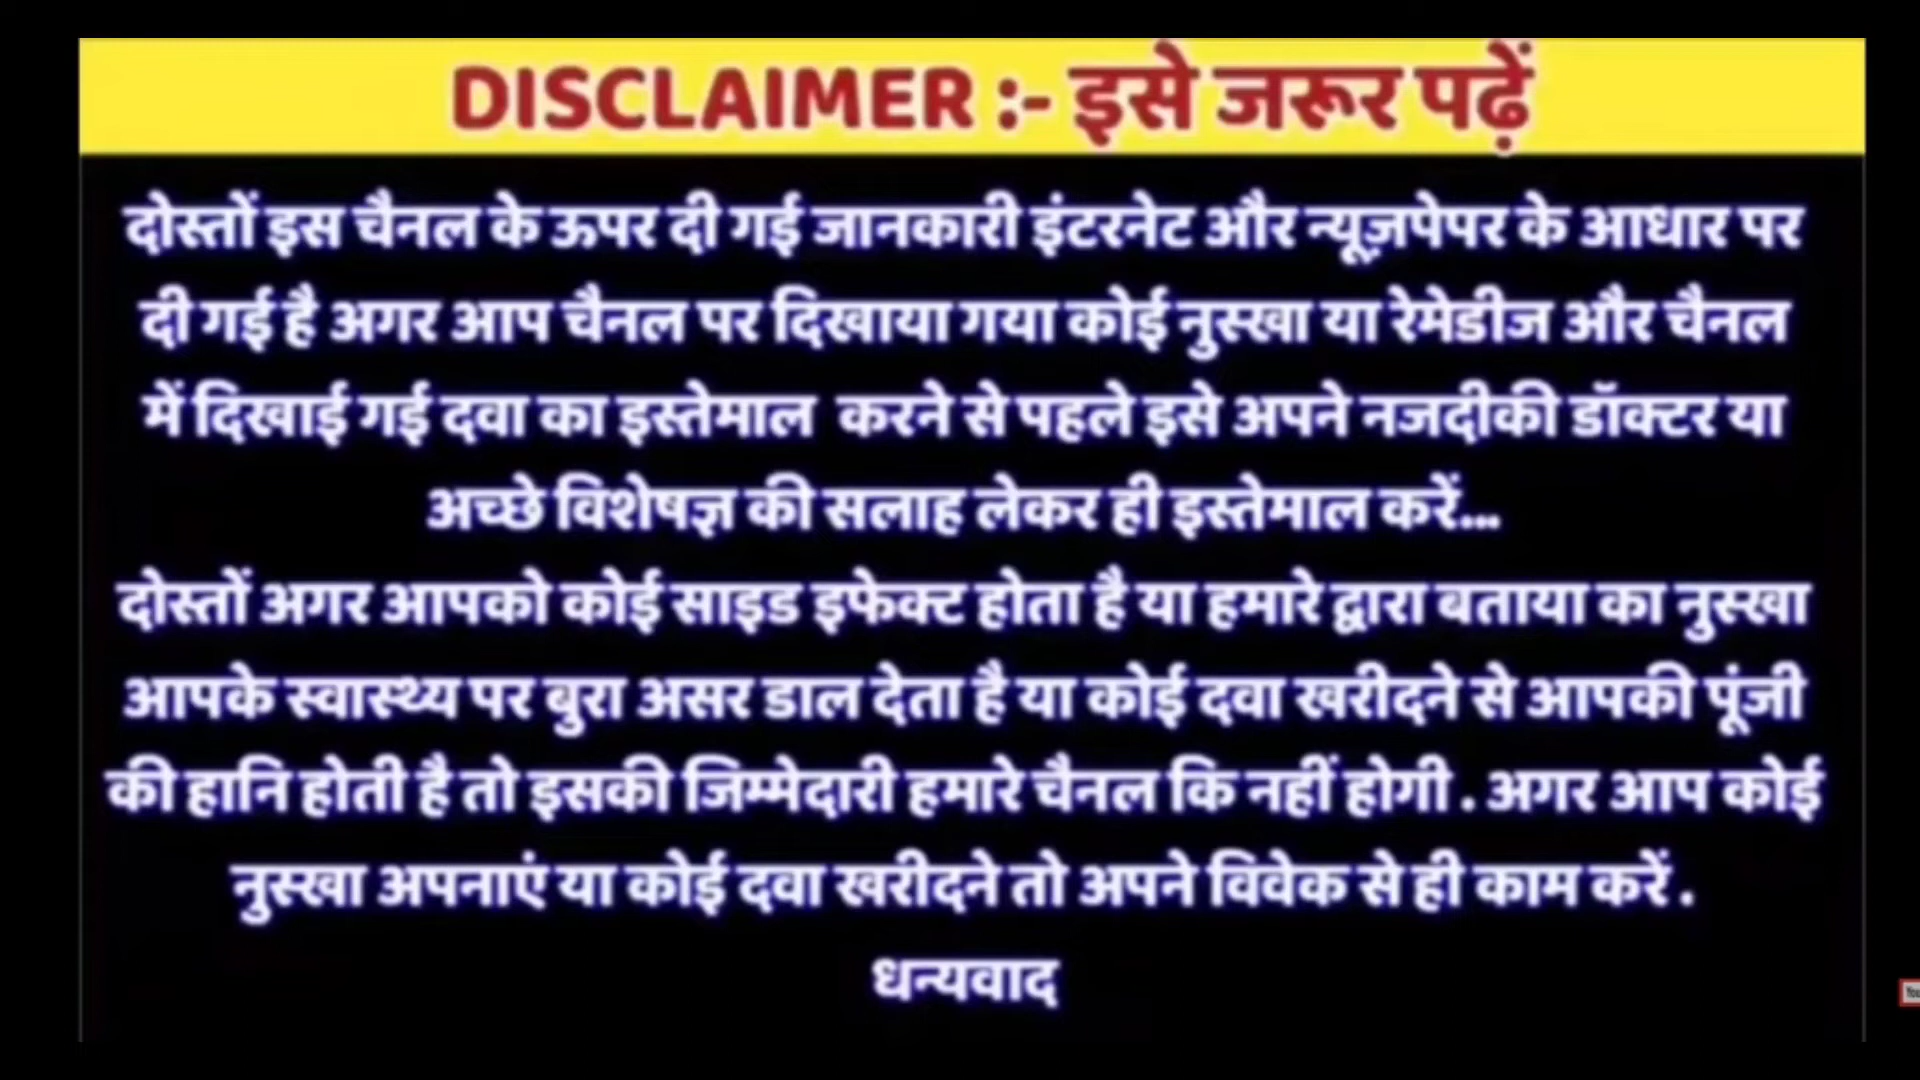 DISCLAIMER :- इसे जरूर पढ़ें
दोस्तों इस चैनल के ऊपर दी गई जानकारी इंटरनेट और न्यूज़पेपर के आधार पर
दी गई है अगर आप चैनल पर दिखाया गया कोई नुस्खा या रेमेडीज और चैनल
में दिखाई गई दवा का इस्तेमाल करने से पहले इसे अपने नजदीकी डॉक्टर या
अच्छे विशेषज्ञ की सलाह लेकर ही इस्तेमाल करें...
दोस्तों अगर आपको कोई साइड इफेक्ट होता है या हमारे द्वारा बताया का नुस्खा
आपके स्वास्थ्य पर बुरा असर डाल देता है या कोई दवा खरीदने से आपकी पूंजी
की हानि होती है तो इसकी जिम्मेदारी हमारे चैनल कि नहीं होगी . अगर आप कोई
नुस्खा अपनाएं या कोई दवा खरीदने तो अपने विवेक से ही काम करें .
धन्यवाद